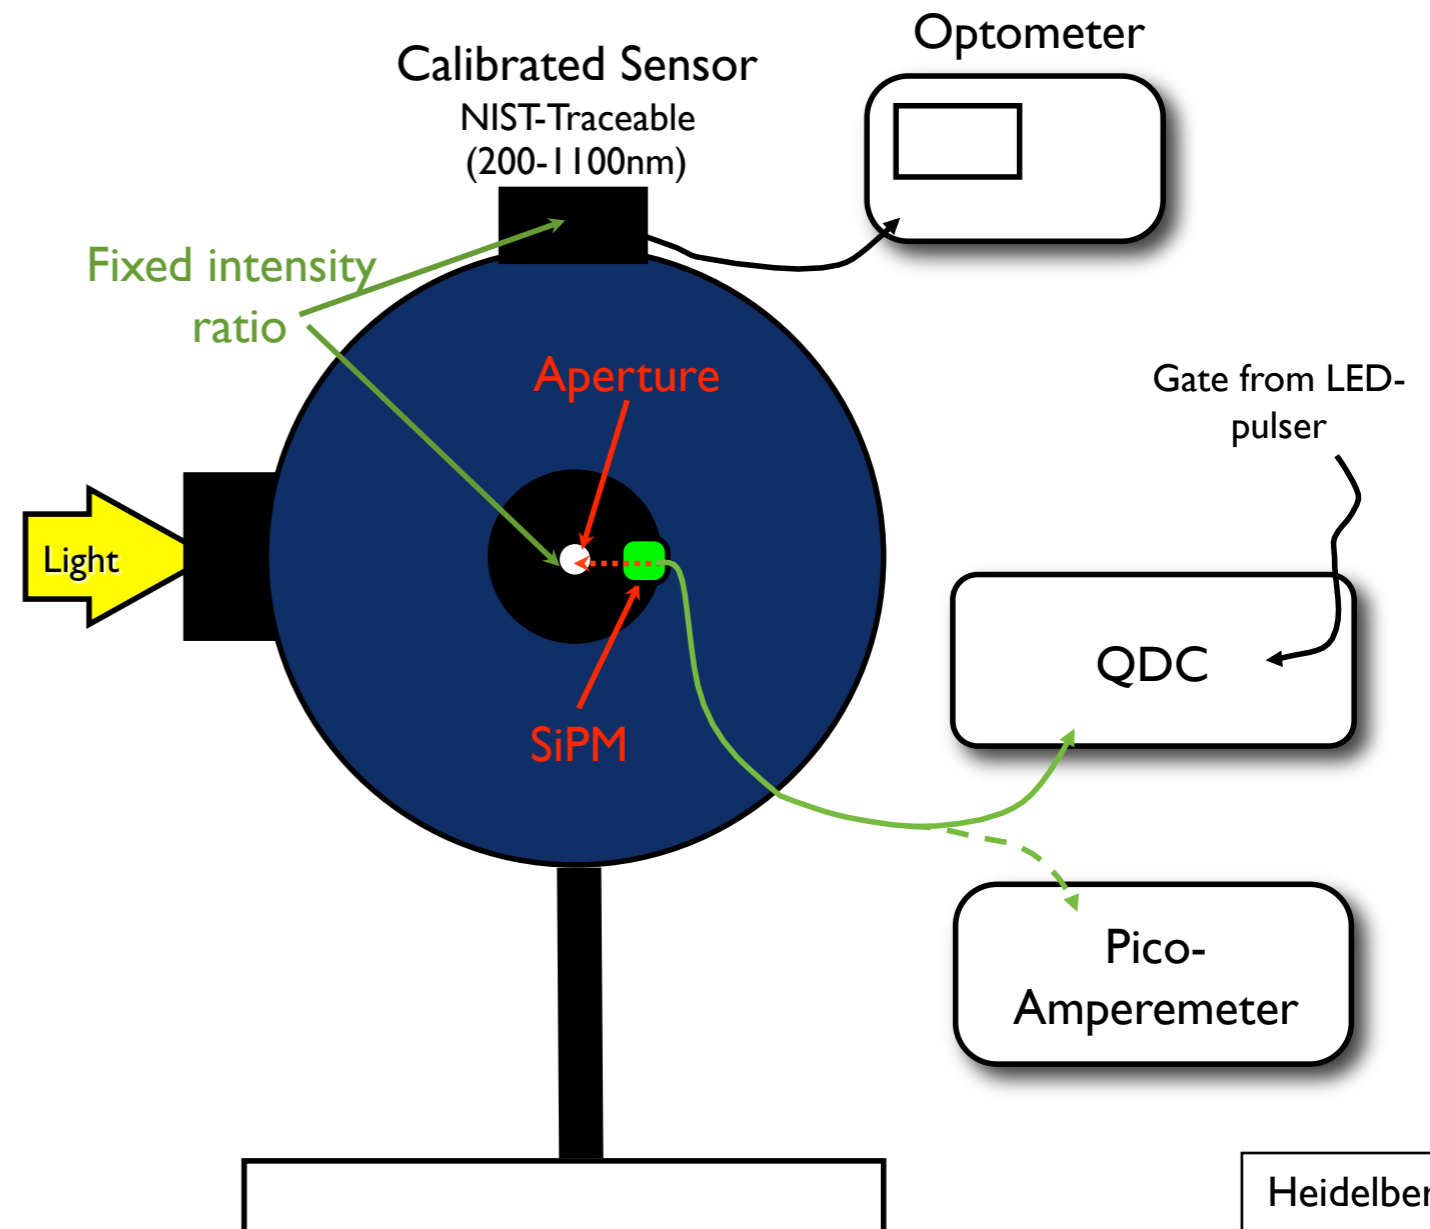 Optometer
Calibrated Sensor
NIST-Traceable
(200-1100nm)
Fixed intensity
ratio
Aperture
Gate from LED-
pulser
Light
QDC
SiPM
Pico-
Amperemeter